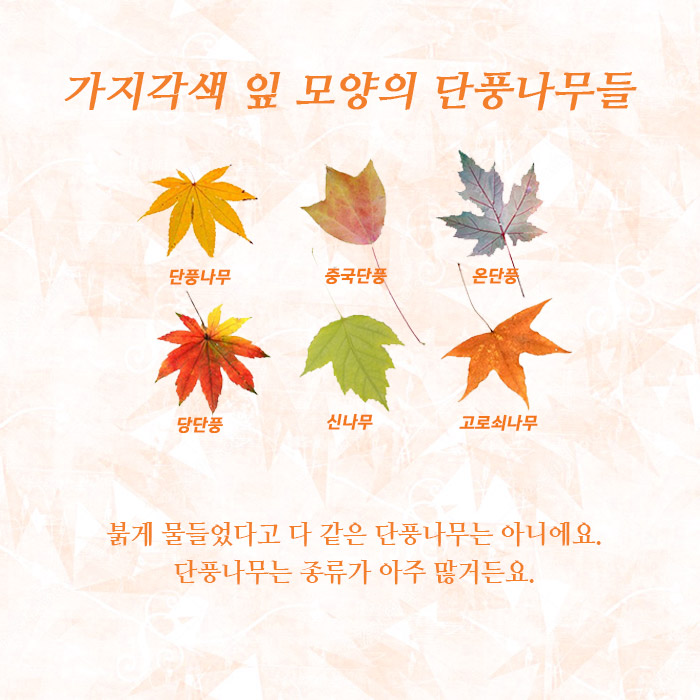 가지각색 잎 모양의 단풍나무들
단풍나무
중국단풍
은단풍
당단풍
신나무
고로쇠나무
붉게 물들었다고 다 같은 단풍나무는 아니에요.
단풍나무는 종류가 아주 많거든요.